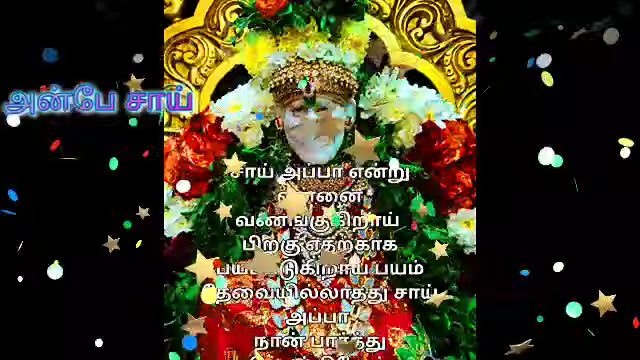 அன்பே சாய்
சாய் அப்பா என்று
வணங்குகிறாய்
பிறகு எதற்காக
பயம்
தேவையில்லாதது சாய்
அப்பா
நான் பார்த்து